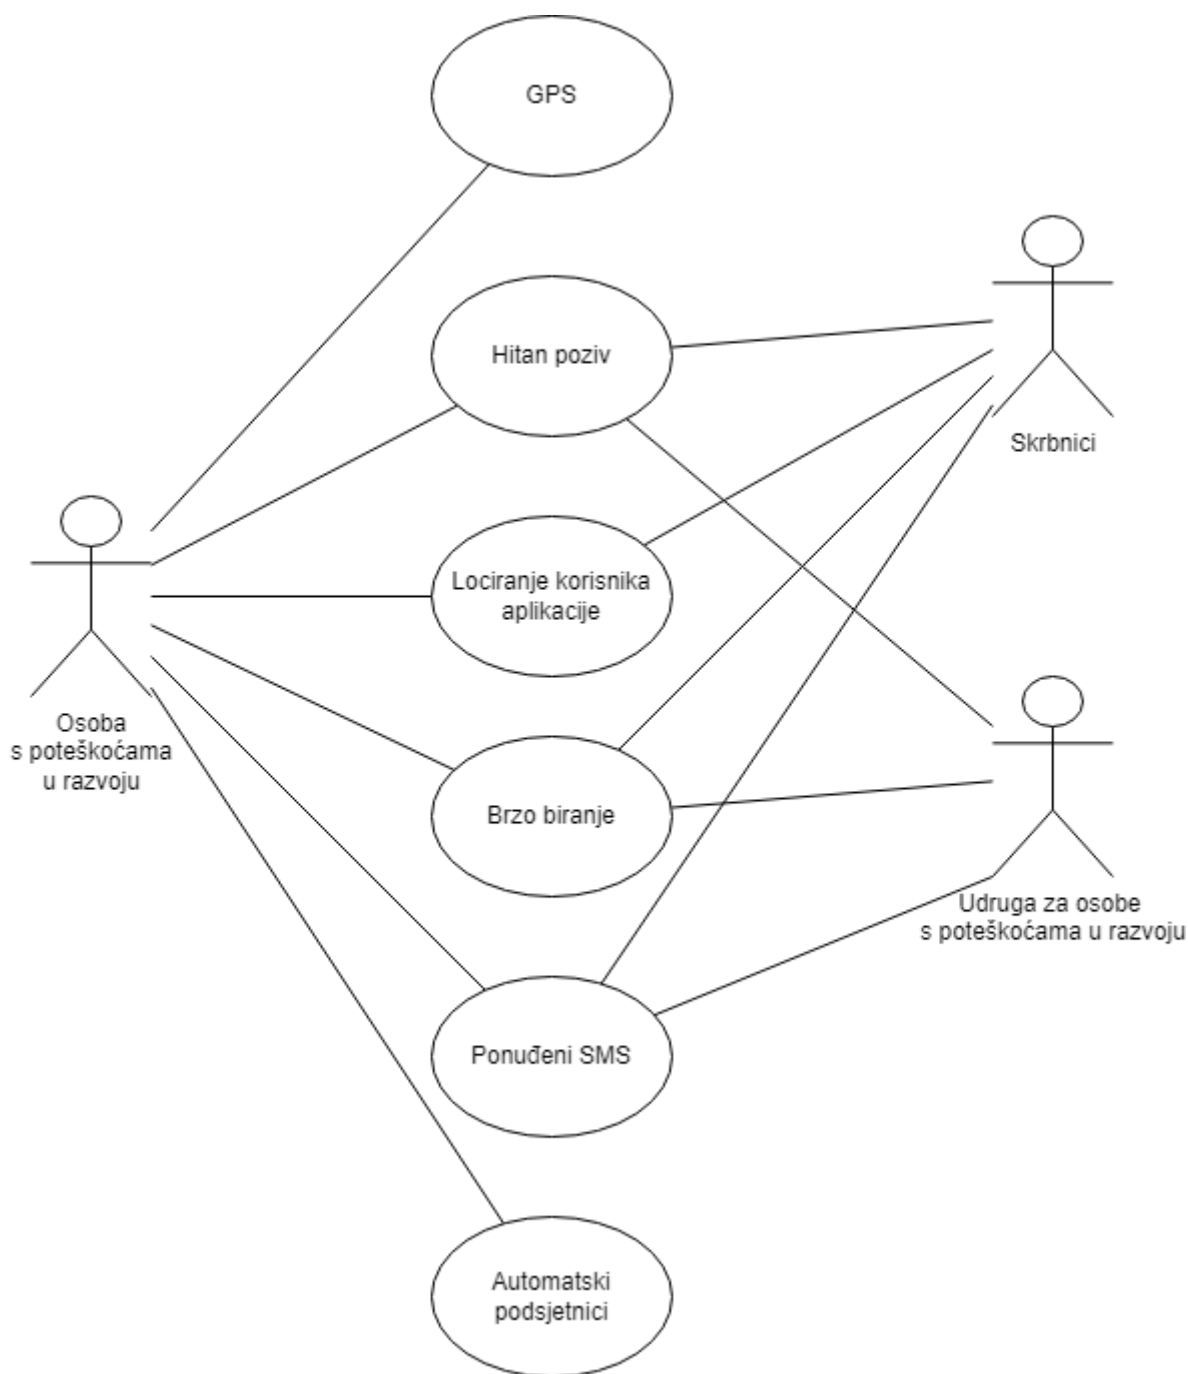 GPS
Hitan poziv
Skrbnici
Lociranje korisnika
aplikacije
Osoba
s poteškoćama
u razvoju
Brzo biranje
Udruga za osobe
s poteškoćama u razvoju
Ponuđeni SMS
Automatski
podsjetnici